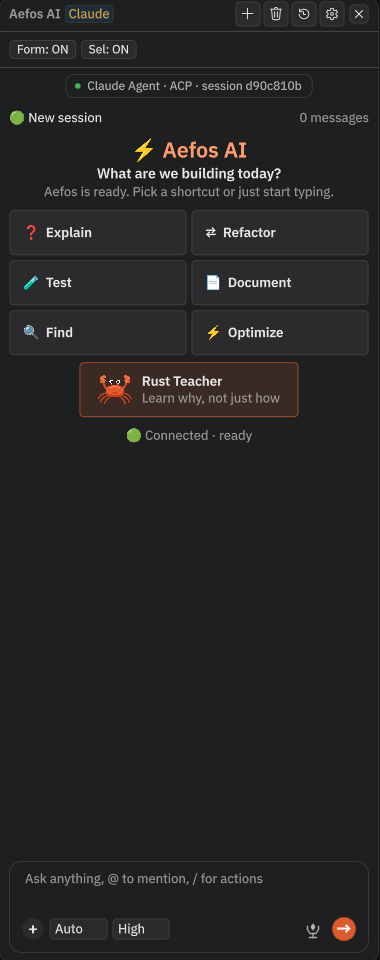 Aefos AI Claude
Form: ON Sel: ON
Claude Agent · ACP · session d90c810b
New session 0 messages
Aefos AI
What are we building today?
Aefos is ready. Pick a shortcut or just start typing.
Explain Refactor
Test Document
Find Optimize
Rust Teacher
Learn why, not just how
Connected · ready
Ask anything, @ to mention, / for actions
Auto High